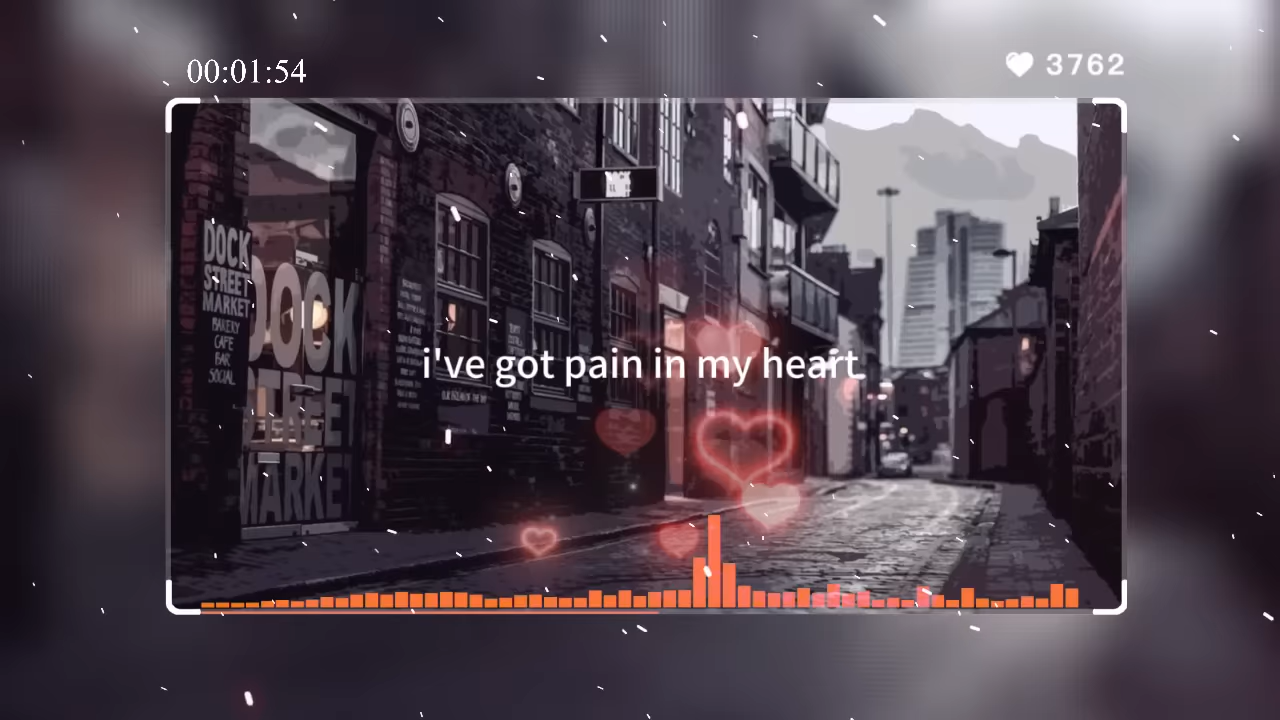 00:01:54
3762
DOCK
STREET
MARKET
BAKERY
CAFE
BAR
SOCIAL
DOCK
STREET
MARKET
i've got pain in my heart